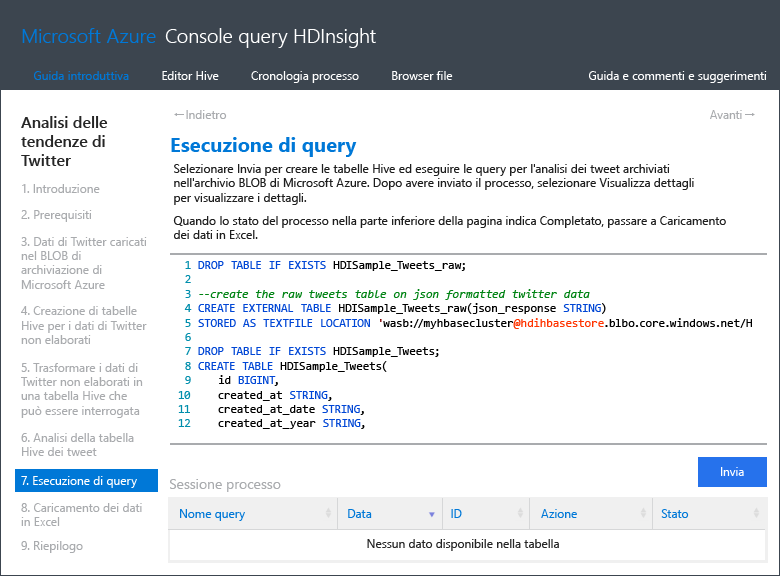 Microsoft Azure Console query HDInsight
Guida introduttiva Editor Hive Cronologia processo Browser file Guida e commenti e suggerimenti
Analisi delle
tendenze di
Twitter
1. Introduzione
2. Prerequisiti
3. Dati di Twitter caricati
nel BLOB di
archiviazione di
Microsoft Azure
4. Creazione di tabelle
Hive per i dati di Twitter
non elaborati
5. Trasformare i dati di
Twitter non elaborati in
una tabella Hive che
può essere interrogata
6. Analisi della tabella
Hive dei tweet
7. Esecuzione di query
8. Caricamento dei dati
in Excel
9. Riepilogo
←Indietro Avanti→
Esecuzione di query
Selezionare Invia per creare le tabelle Hive ed eseguire le query per l'analisi dei tweet archiviati
nell'archivio BLOB di Microsoft Azure. Dopo avere inviato il processo, selezionare Visualizza dettagli
per visualizzare i dettagli.
Quando lo stato del processo nella parte inferiore della pagina indica Completato, passare a Caricamento
dei dati in Excel.
1 DROP TABLE IF EXISTS HDISample_Tweets_raw;
2
3 --create the raw tweets table on json formatted twitter data
4 CREATE EXTERNAL TABLE HDISample_Tweets_raw(json_response STRING)
5 STORED AS TEXTFILE LOCATION 'wasb://myhbasecluster@hdihbasestore.blbo.core.windows.net/H
6
7 DROP TABLE IF EXISTS HDISample_Tweets;
8 CREATE TABLE HDISample_Tweets(
9 id BIGINT,
10 created_at STRING,
11 created_at_date STRING,
12 created_at_year STRING,
Invia
Sessione processo
Nome query Data ID Azione Stato
Nessun dato disponibile nella tabella